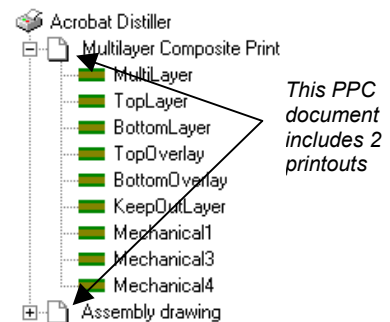 Acrobat Distiller
Multilayer Composite Print
MultiLayer
TopLayer
BottomLayer
TopOverlay
BottomOverlay
KeepOutLayer
Mechanical1
Mechanical3
Mechanical4
Assembly drawing
This PPC
document
includes 2
printouts